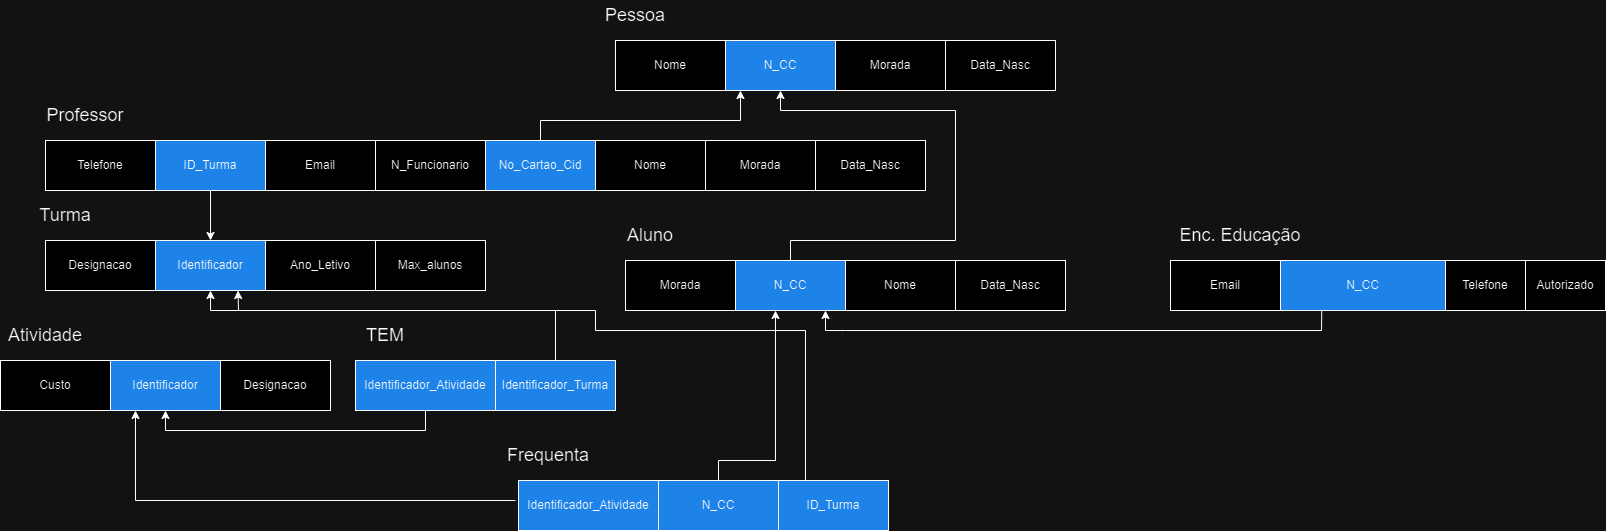 Pessoa
Nome N_CC Morada Data_Nasc
Professor
Telefone ID_Turma Email N_Funcionario No_Cartao_Cid Nome Morada Data_Nasc
Turma
Designacao Identificador Ano_Letivo Max_alunos
Aluno
Morada N_CC Nome Data_Nasc
Enc. Educação
Email N_CC Telefone Autorizado
Atividade
Custo Identificador Designacao
TEM
Identificador_Atividade Identificador_Turma
Frequenta
Identificador_Atividade N_CC ID_Turma